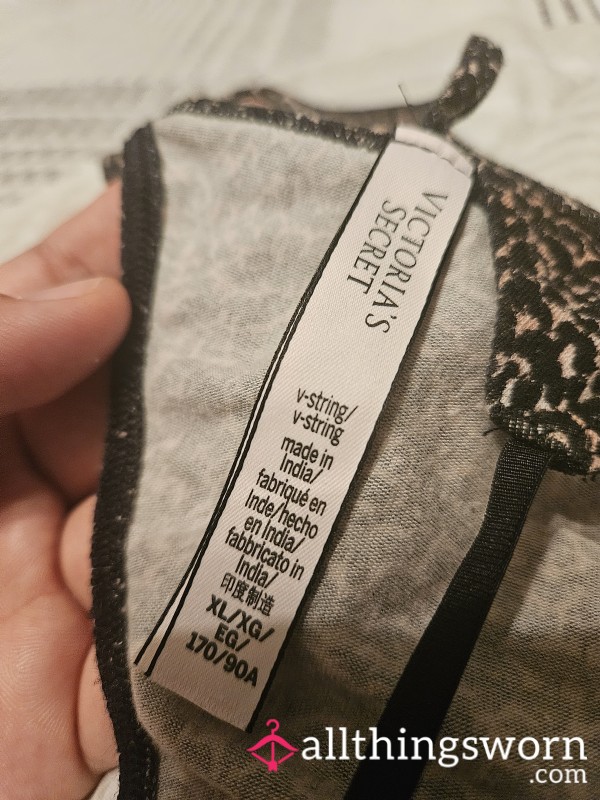 VICTORIA'S
SECRET
v-string/
v-string
made in
India/
fabriqué en
Inde/hecho
en India/
fabbricato in
India/
印度制造
XL/XG/
EG/
170/90A
allthingsworn
.com